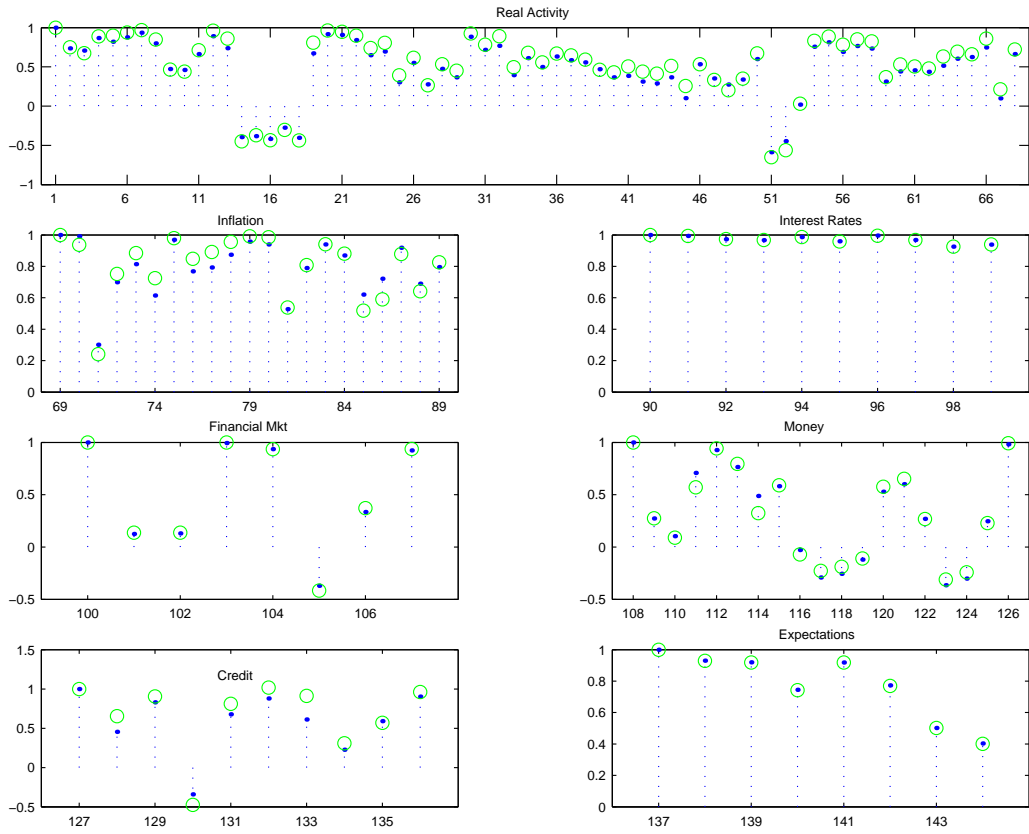 Real Activity
1
0.5
0
−0.5
−1
1 6 11 16 21 26 31 36 41 46 51 56 61 66
Inflation
1
0.8
0.6
0.4
0.2
0
69 74 79 84 89
Interest Rates
1
0.8
0.6
0.4
0.2
0
90 92 94 96 98
Financial Mkt
1
0.5
0
−0.5
100 102 104 106
Money
1
0.5
0
−0.5
108 110 112 114 116 118 120 122 124 126
Credit
1.5
1
0.5
0
−0.5
127 129 131 133 135
Expectations
1
0.8
0.6
0.4
0.2
0
137 139 141 143